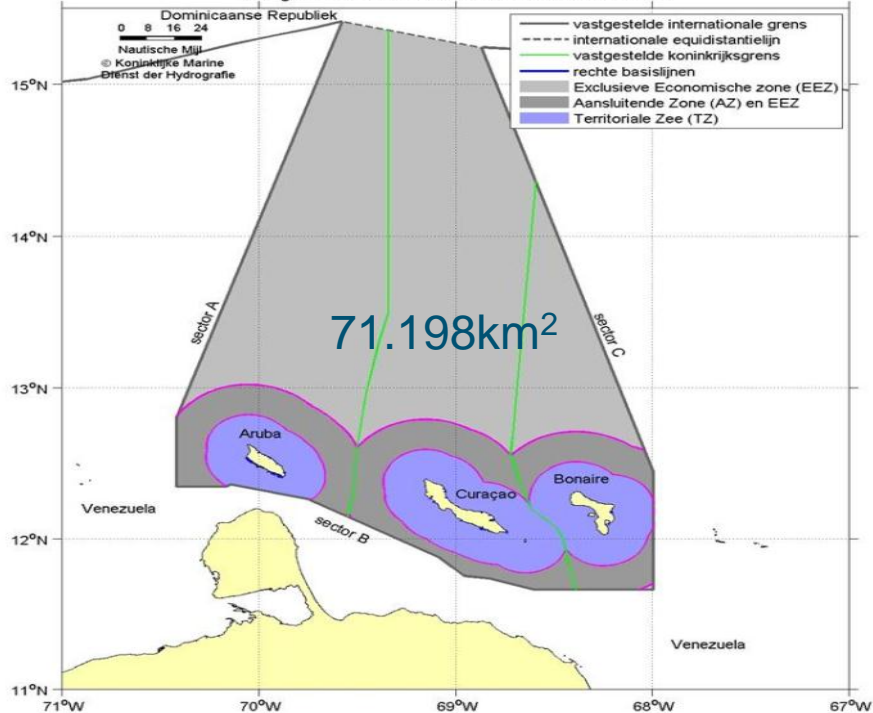 Dominicaanse Republiek
0 8 16 24
Nautische Mijl
© Koninklijke Marine
Dienst der Hydrografie
vastgestelde internationale grens
internationale equidistantielijn
vastgestelde koninkrijksgrens
rechte basislijnen
Exclusieve Economische zone (EEZ)
Aansluitende Zone (AZ) en EEZ
Territoriale Zee (TZ)
15°N
14°N
sector A
71.198km²
sector C
13°N
Aruba
Curaçao
Bonaire
Venezuela
sector B
12°N
Venezuela
11°N
71°W
70°W
69°W
68°W
67°W